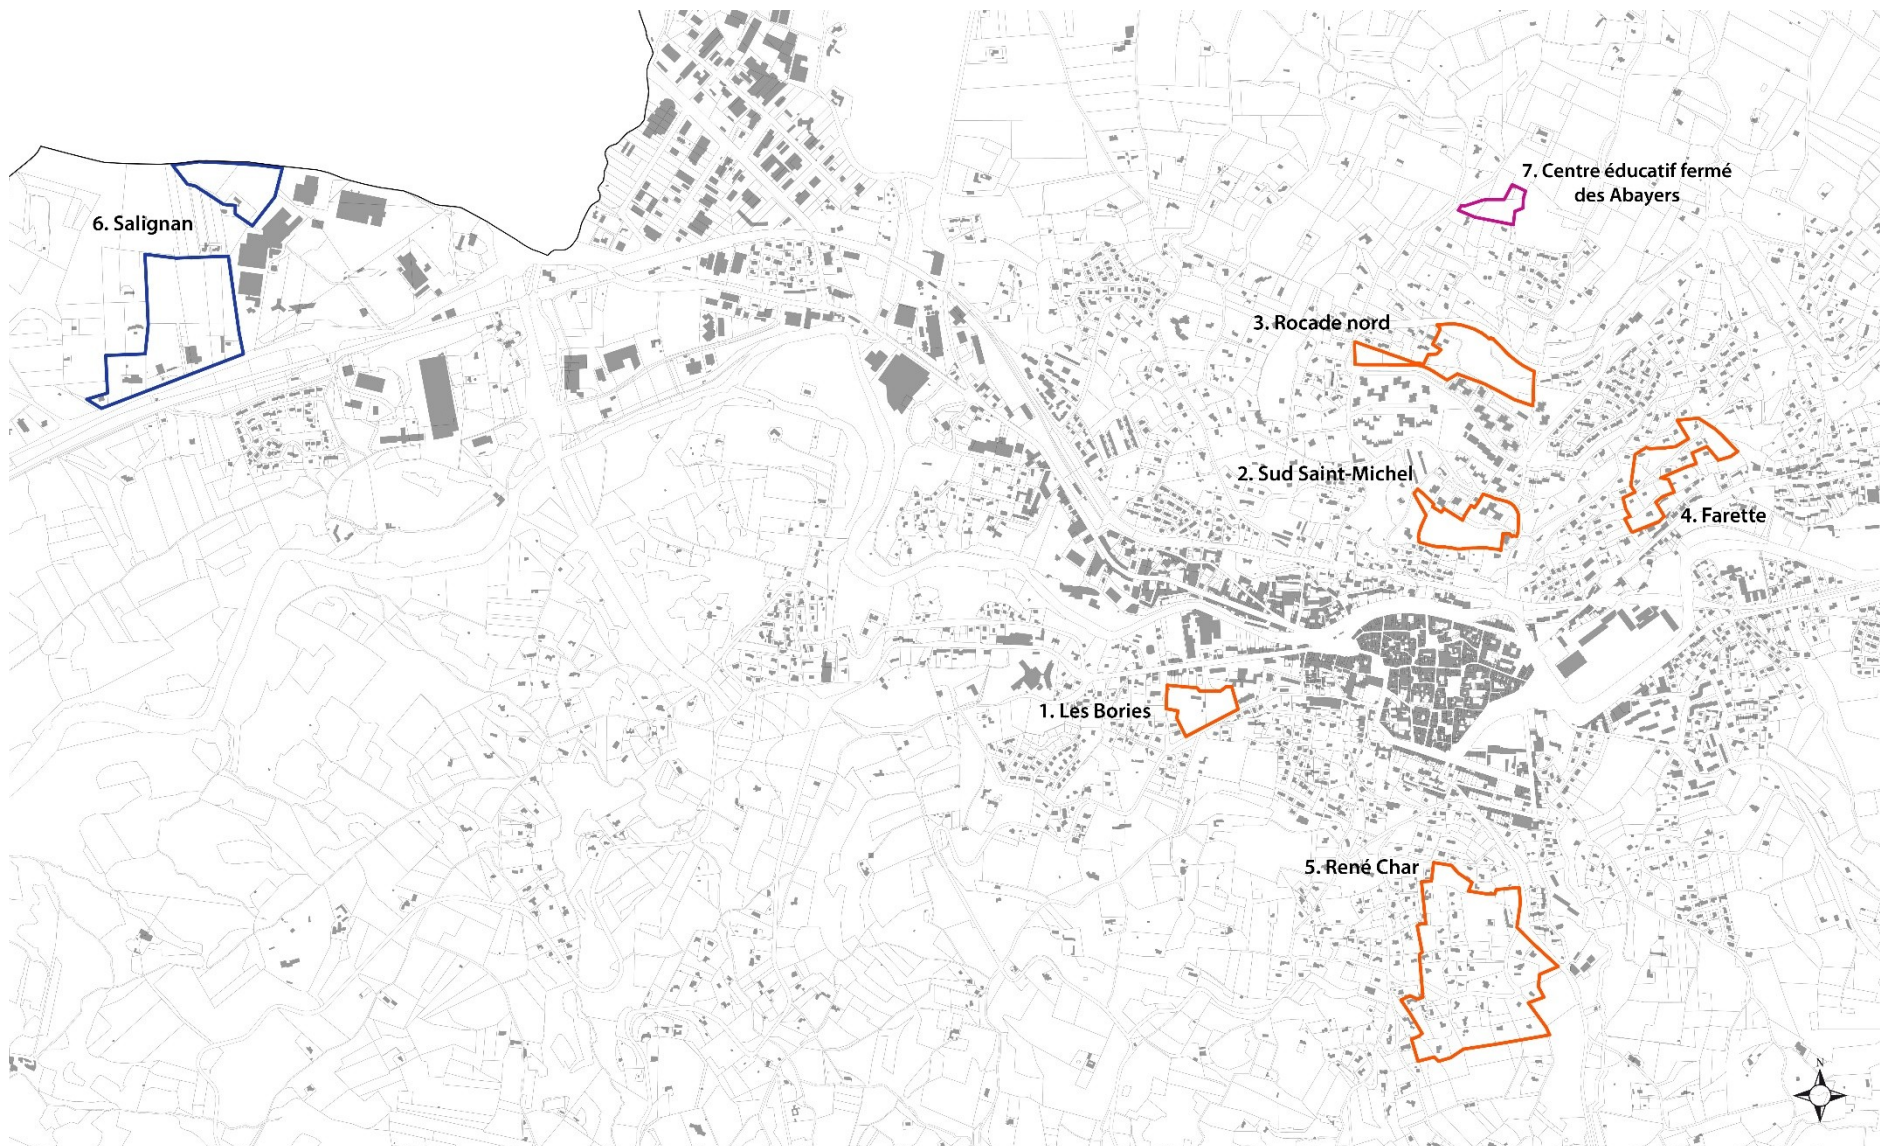 7. Centre éducatif fermé
des Abayers
6. Salignan
3. Rocade nord
2. Sud Saint-Michel
4. Farette
1. Les Bories
5. René Char
N